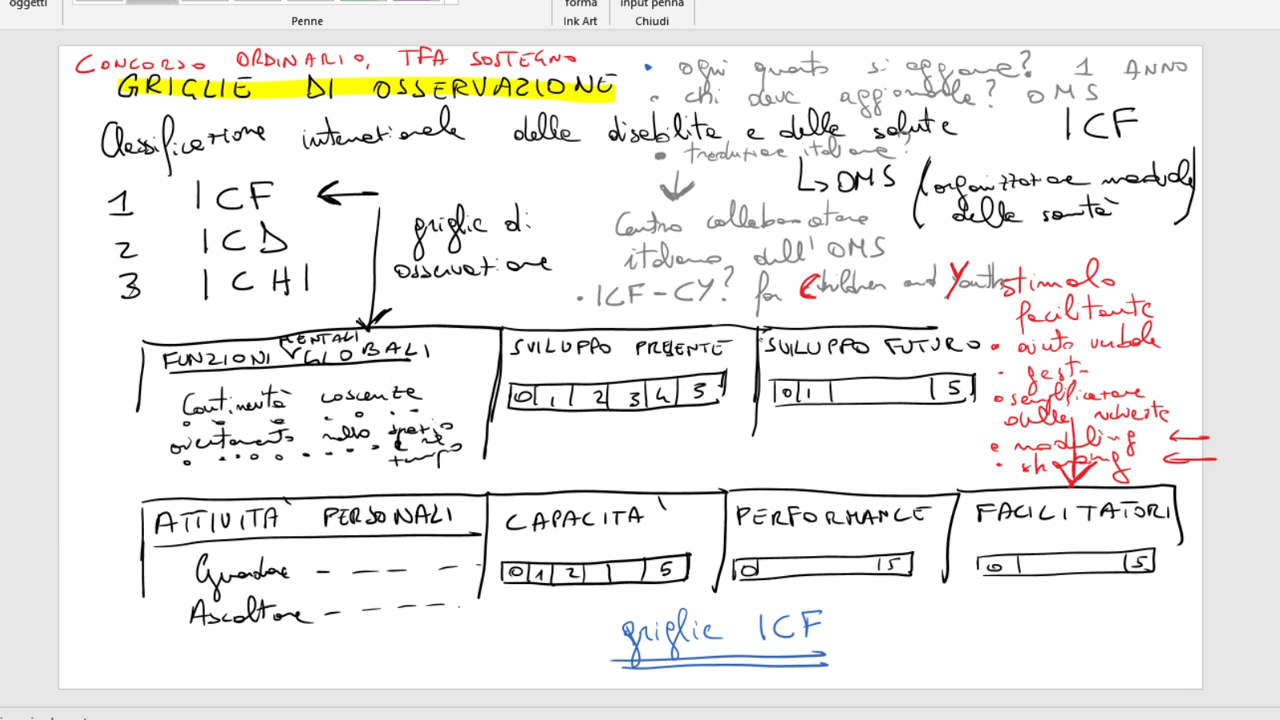 oggetti
Penne
forma
Ink Art
input penna
Chiudi
CONCORSO ORDINARIO, TFA SOSTEGNO
GRIGLIE DI OSSERVAZIONE
• ogni quanto si aggiorna? 1 ANNO
• chi deve aggiornarle? OMS
Classificazione internazionale delle disabilità e della salute ICF
• traduzione italiana?
↳ OMS (organizzazione mondiale
della sanità)
Centro collaboratore
italiano dell'OMS
• ICF-CY? for Children and Youth
1 ICF ←
2 ICD
3 ICHI
griglie di
osservazione
stimolo
facilitante
• aiuto verbale
• gest-
• semplificazione
delle richieste
• modeling ←
• shaping ←
FUNZIONI MENTALI GLOBALI
Continuità coscienza
orientamento nello spazio
e nel
tempo
SVILUPPO PRESENTE
0 1 2 3 4 5
SVILUPPO FUTURO
0 1 5
ATTIVITÀ PERSONALI
Guardare - - - -
Ascoltare - - - -
CAPACITÀ
0 1 2 5
PERFORMANCE
0 5
FACILITATORI
0 5
griglie ICF